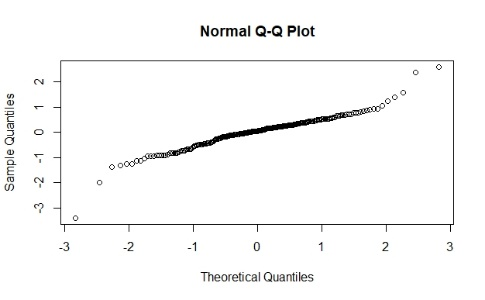 Normal Q-Q Plot
Sample Quantiles
2
1
0
-1
-2
-3
-3 -2 -1 0 1 2 3
Theoretical Quantiles